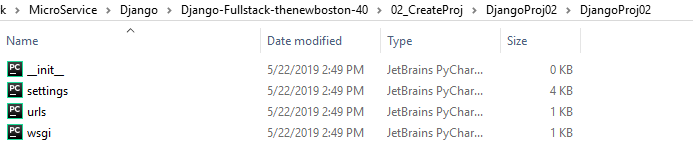 k > MicroService > Django > Django-Fullstack-thenewboston-40 > 02_CreateProj > DjangoProj02 > DjangoProj02
Name Date modified Type Size
__init__ 5/22/2019 2:49 PM JetBrains PyChar... 0 KB
settings 5/22/2019 2:49 PM JetBrains PyChar... 4 KB
urls 5/22/2019 2:49 PM JetBrains PyChar... 1 KB
wsgi 5/22/2019 2:49 PM JetBrains PyChar... 1 KB